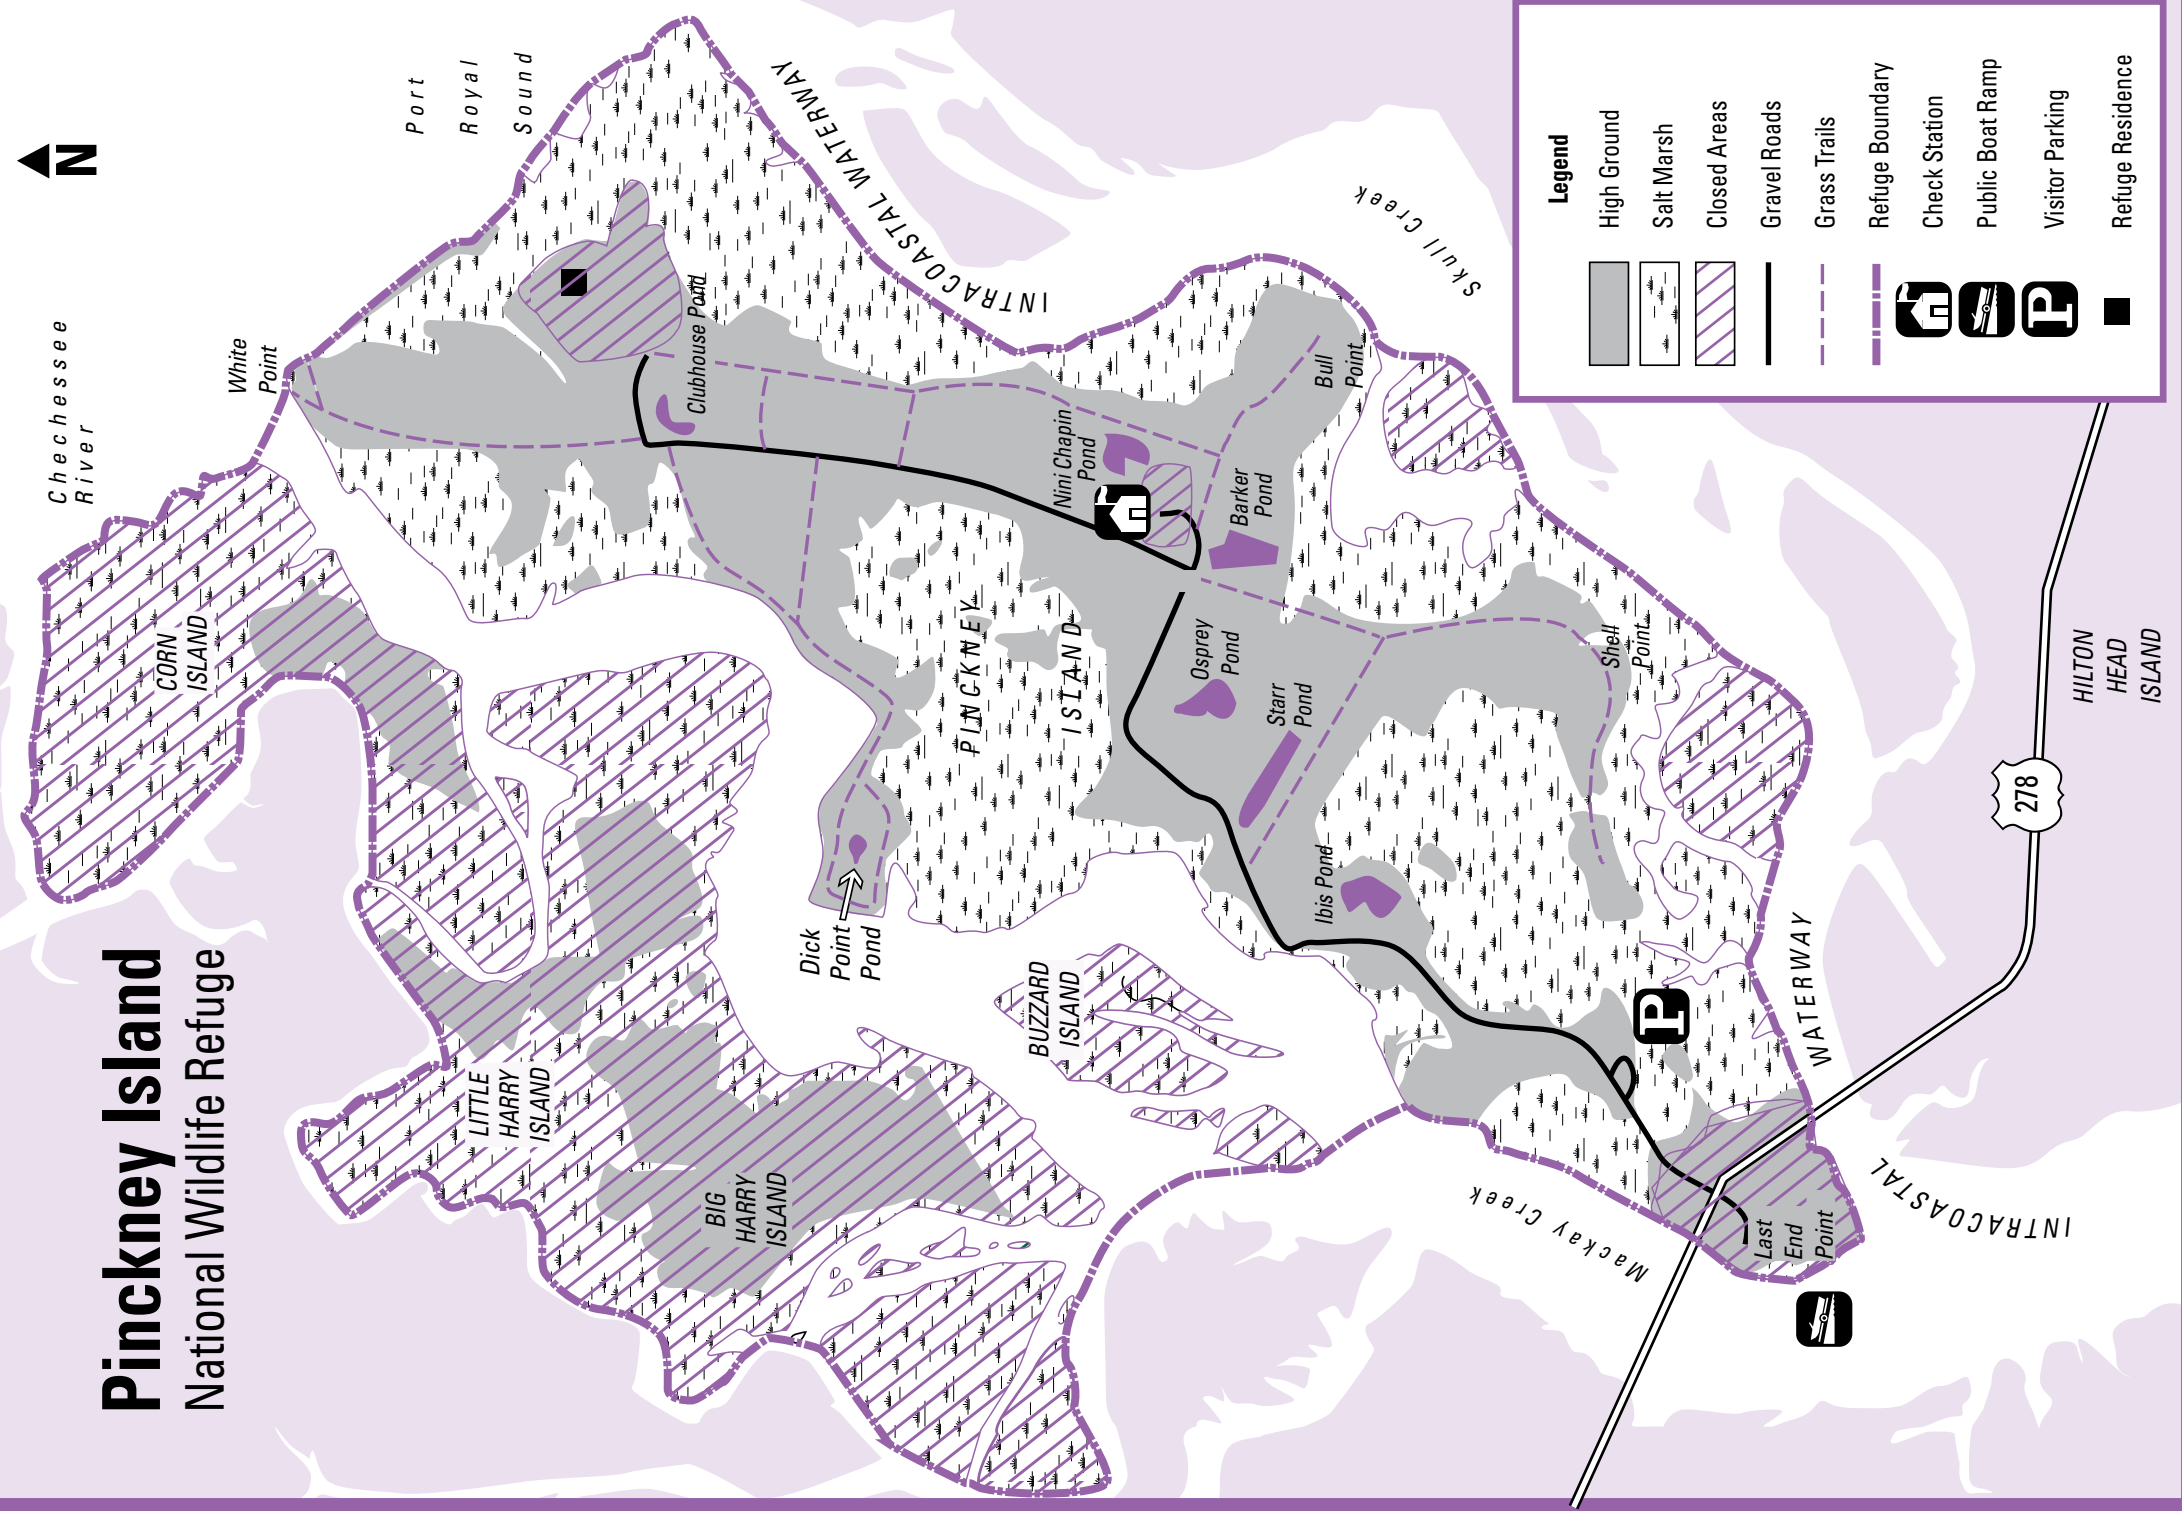 Pinckney Island
National Wildlife Refuge
N
Chechessee
River
Port
Royal
Sound
White
Point
CORN
ISLAND
LITTLE
HARRY
ISLAND
BIG
HARRY
ISLAND
BUZZARD
ISLAND
PINCKNEY
ISLAND
Clubhouse Pond
Dick
Point
Pond
Nini Chapin
Pond
Barker
Pond
Osprey
Pond
Starr
Pond
Ibis Pond
Bull
Point
Shell
Point
Last
End
Point
INTRACOASTAL WATERWAY
Skull Creek
Mackay Creek
INTRACOASTAL
WATERWAY
P
278
HILTON
HEAD
ISLAND
Legend
High Ground
Salt Marsh
Closed Areas
Gravel Roads
Grass Trails
Refuge Boundary
Check Station
Public Boat Ramp
P
Visitor Parking
Refuge Residence